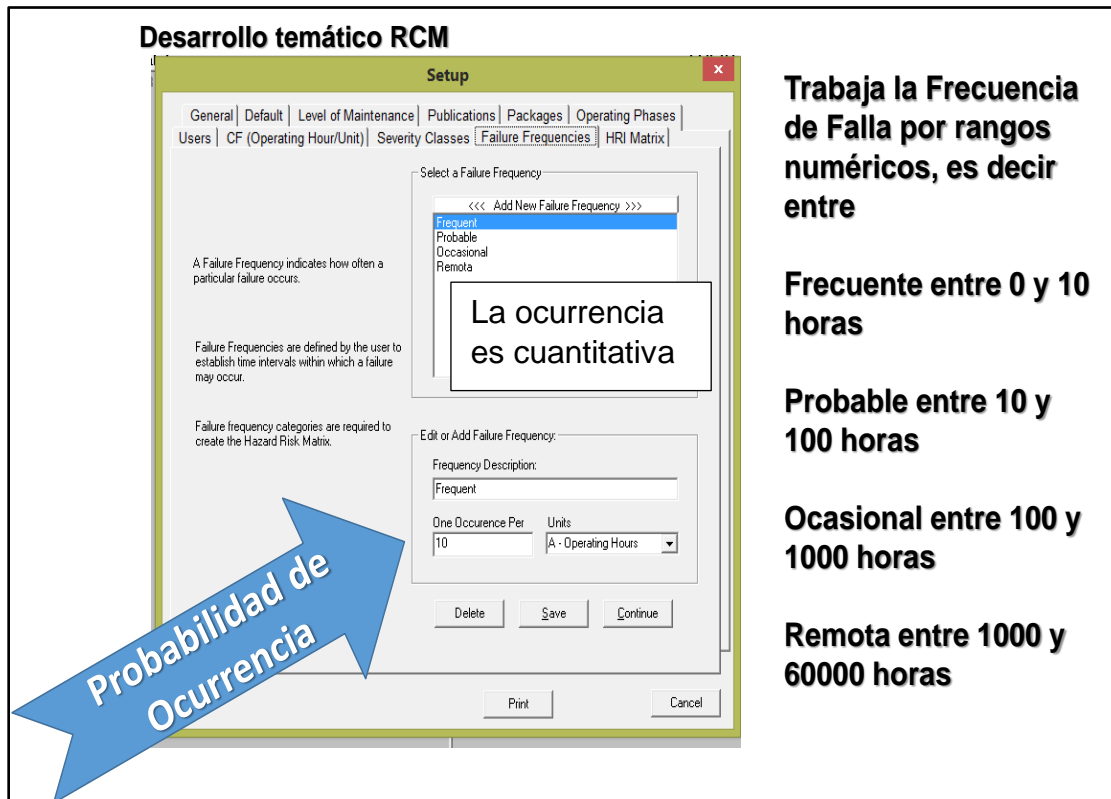 Desarrollo temático RCM
Setup
x
General Default Level of Maintenance Publications Packages Operating Phases
Users CF (Operating Hour/Unit) Severity Classes Failure Frequencies HRI Matrix
Select a Failure Frequency
<<< Add New Failure Frequency >>>
Frequent
Probable
Occasional
Remota
A Failure Frequency indicates how often a
particular failure occurs.
La ocurrencia
es cuantitativa
Failure Frequencies are defined by the user to
establish time intervals within which a failure
may occur.
Failure frequency categories are required to
create the Hazard Risk Matrix.
Edit or Add Failure Frequency:
Frequency Description:
Frequent
One Occurence Per Units
10 A - Operating Hours
Delete Save Continue
Print Cancel
Probabilidad de
Ocurrencia
Trabaja la Frecuencia
de Falla por rangos
numéricos, es decir
entre
Frecuente entre 0 y 10
horas
Probable entre 10 y
100 horas
Ocasional entre 100 y
1000 horas
Remota entre 1000 y
60000 horas